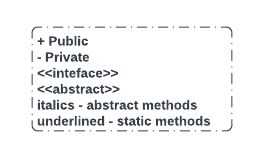 + Public
- Private
<<inteface>>
<<abstract>>
italics - abstract methods
underlined - static methods